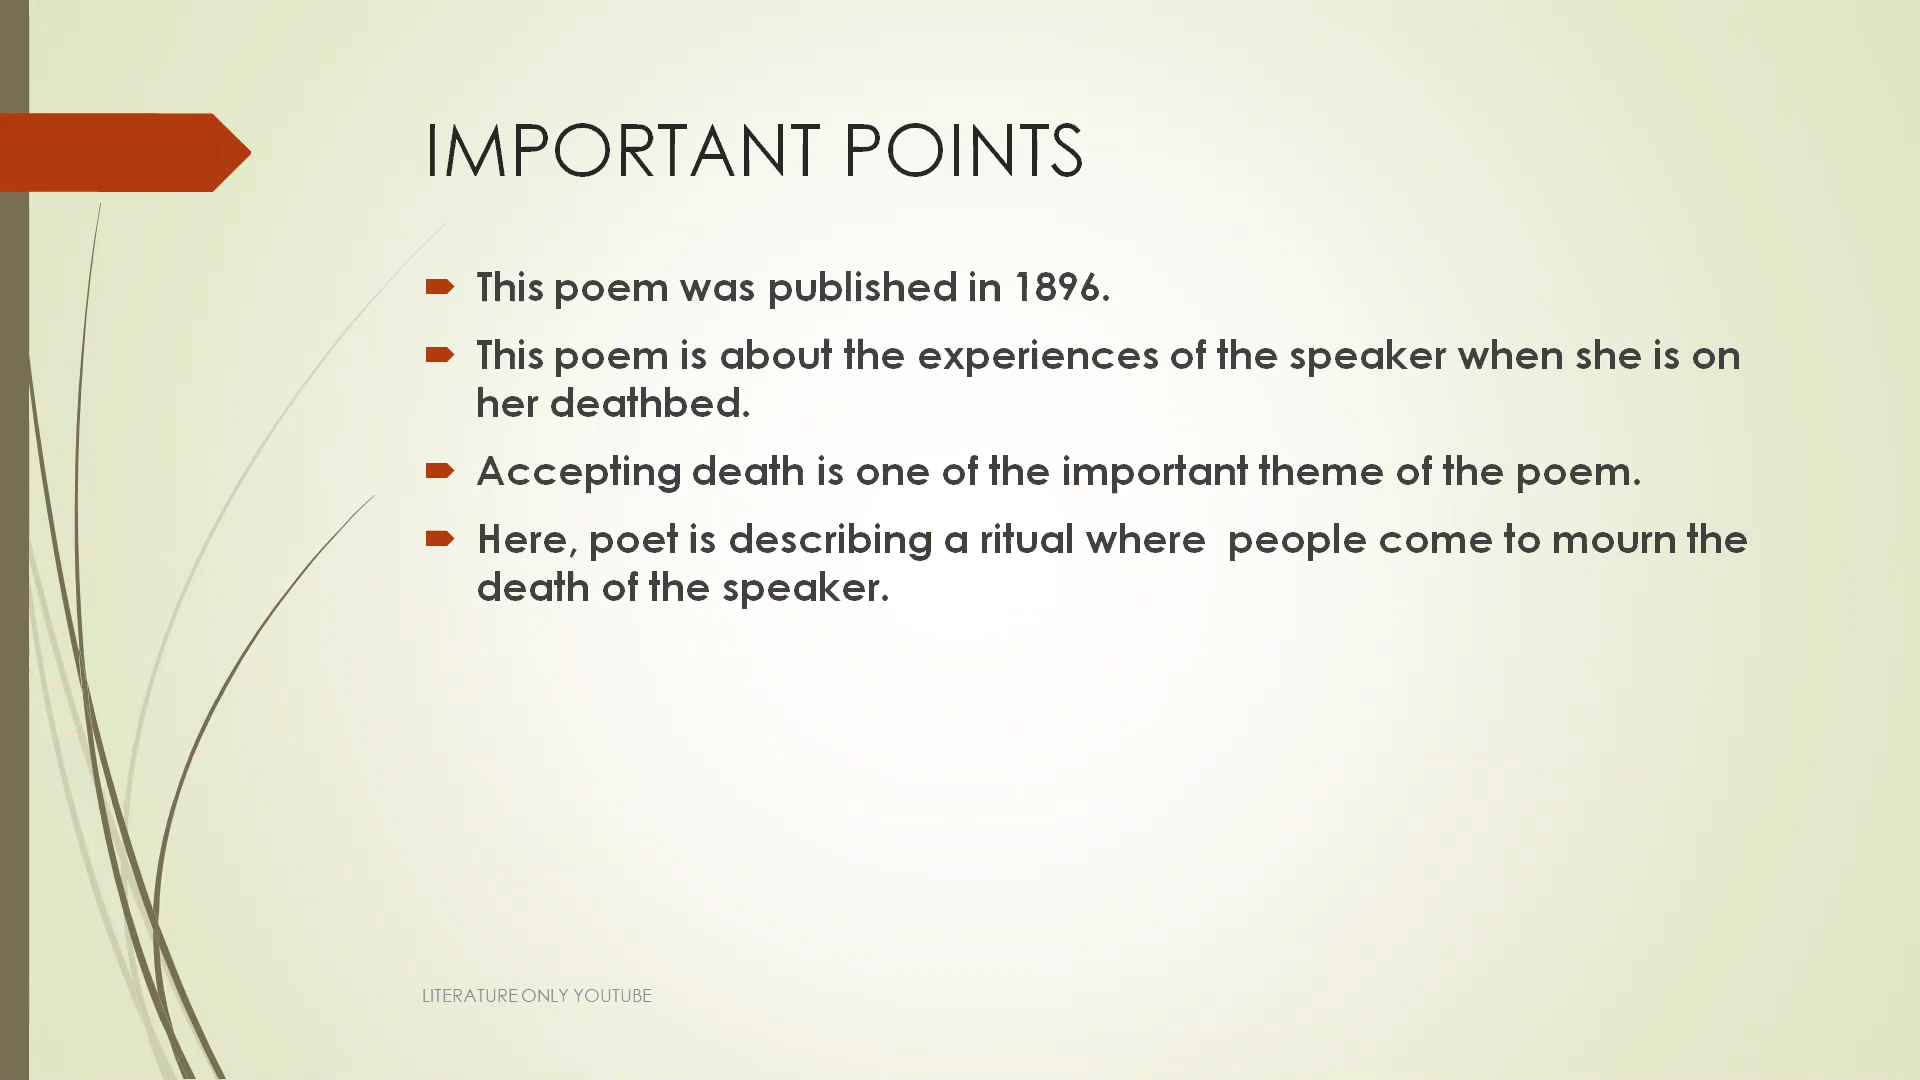 IMPORTANT POINTS
This poem was published in 1896.
This poem is about the experiences of the speaker when she is on
her deathbed.
Accepting death is one of the important theme of the poem.
Here, poet is describing a ritual where  people come to mourn the
death of the speaker.
LITERATURE ONLY YOUTUBE